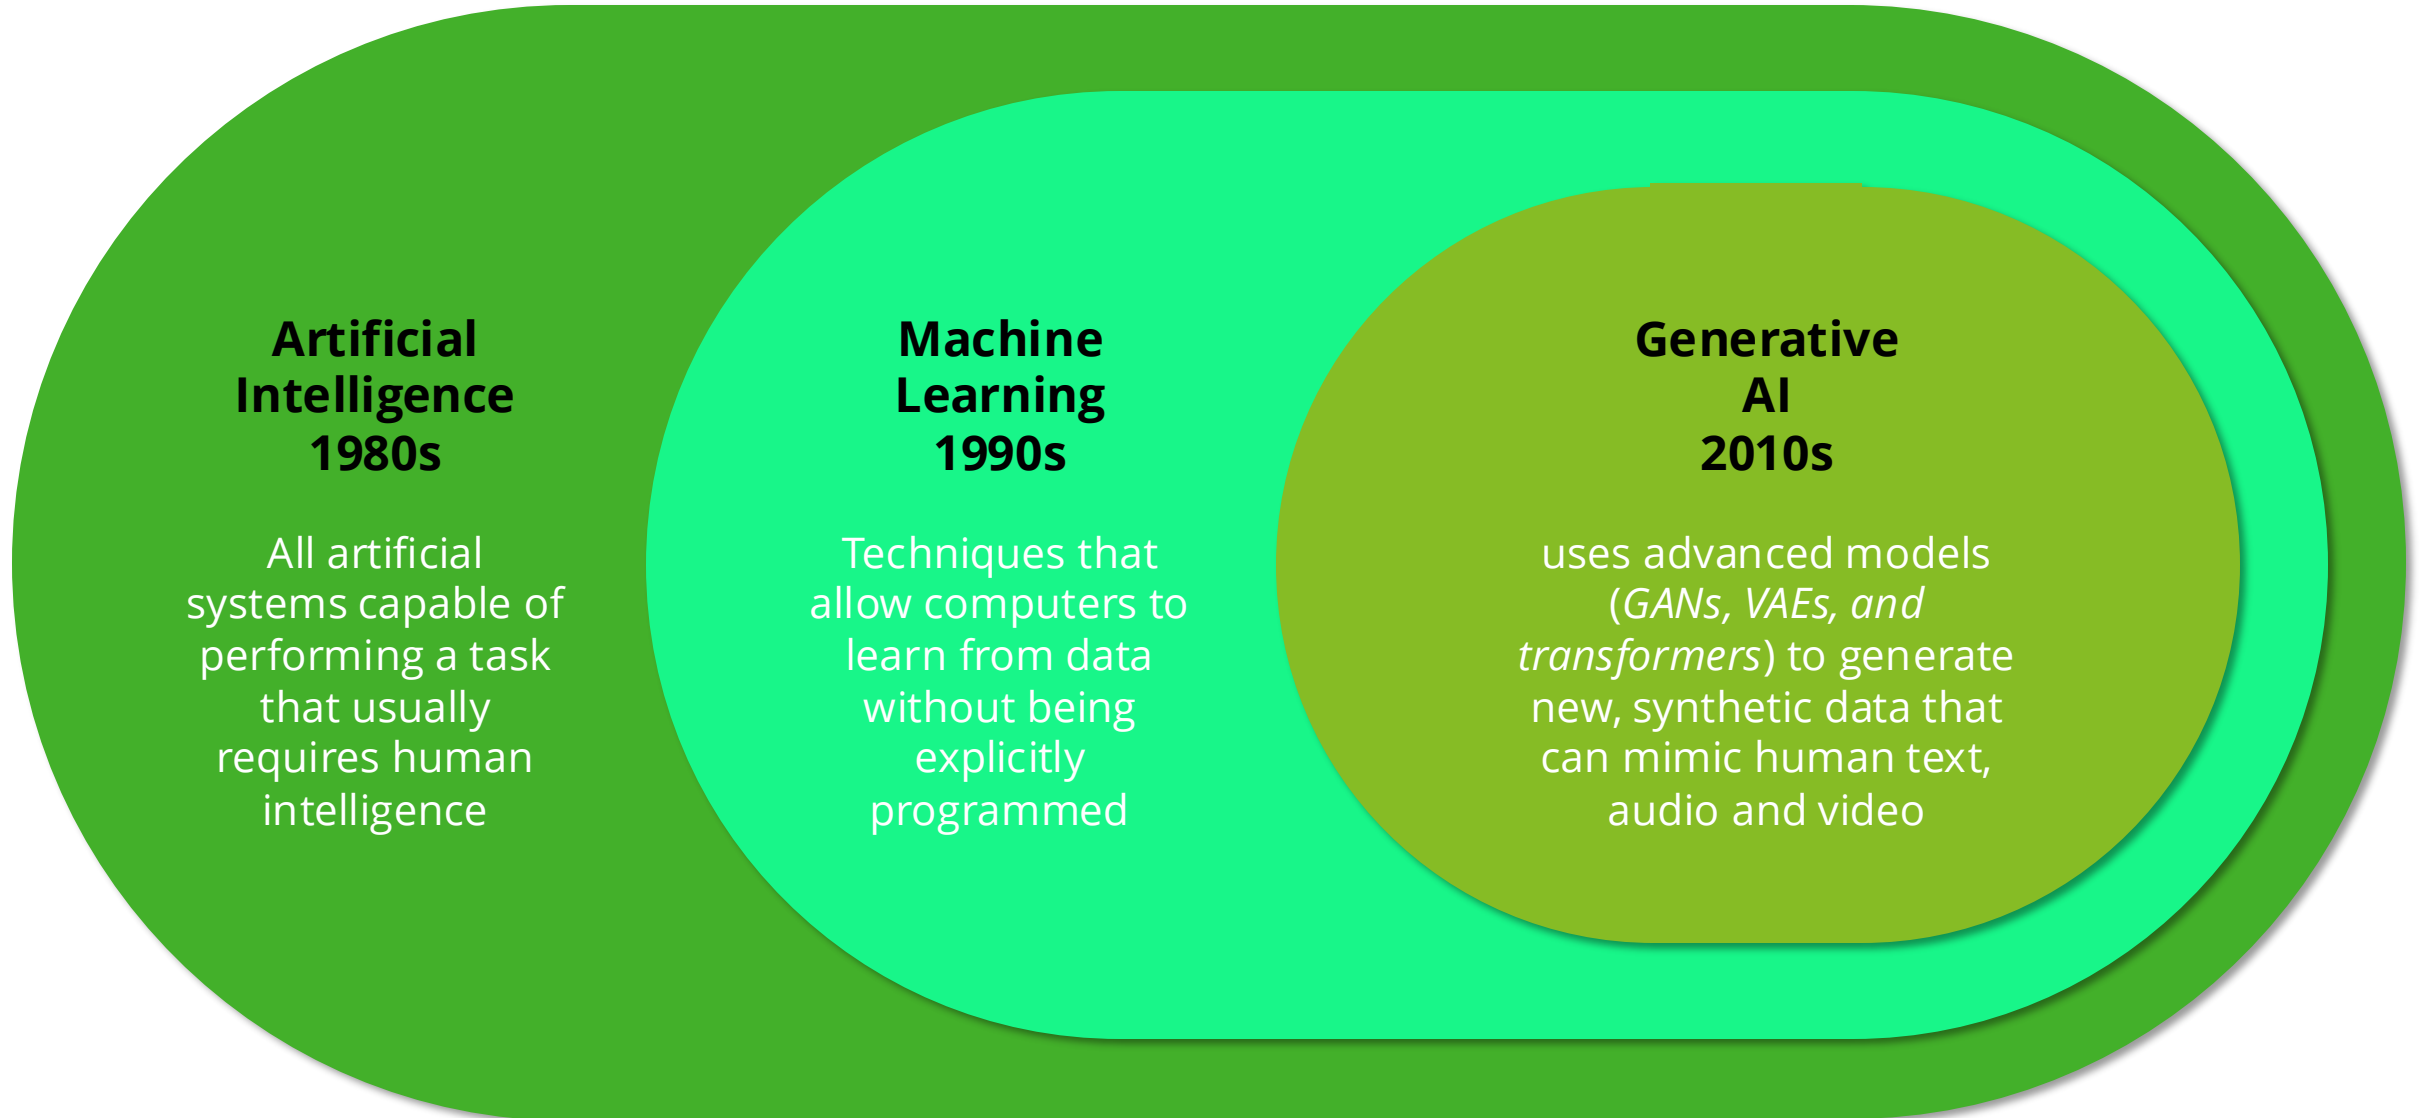 Artificial
Intelligence
1980s
All artificial
systems capable of
performing a task
that usually
requires human
intelligence
Machine
Learning
1990s
Techniques that
allow computers to
learn from data
without being
explicitly
programmed
Generative
AI
2010s
uses advanced models
(GANs, VAEs, and
transformers) to generate
new, synthetic data that
can mimic human text,
audio and video